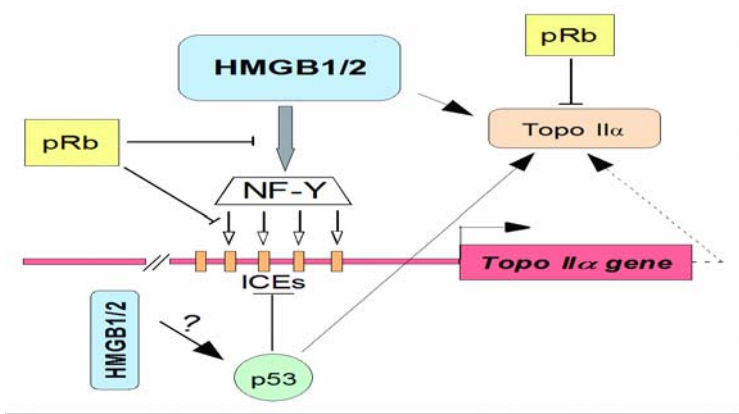 pRb
HMGB1/2
Topo IIα
pRb
NF-Y
Topo IIα gene
ICEs
HMGB1/2
?
p53